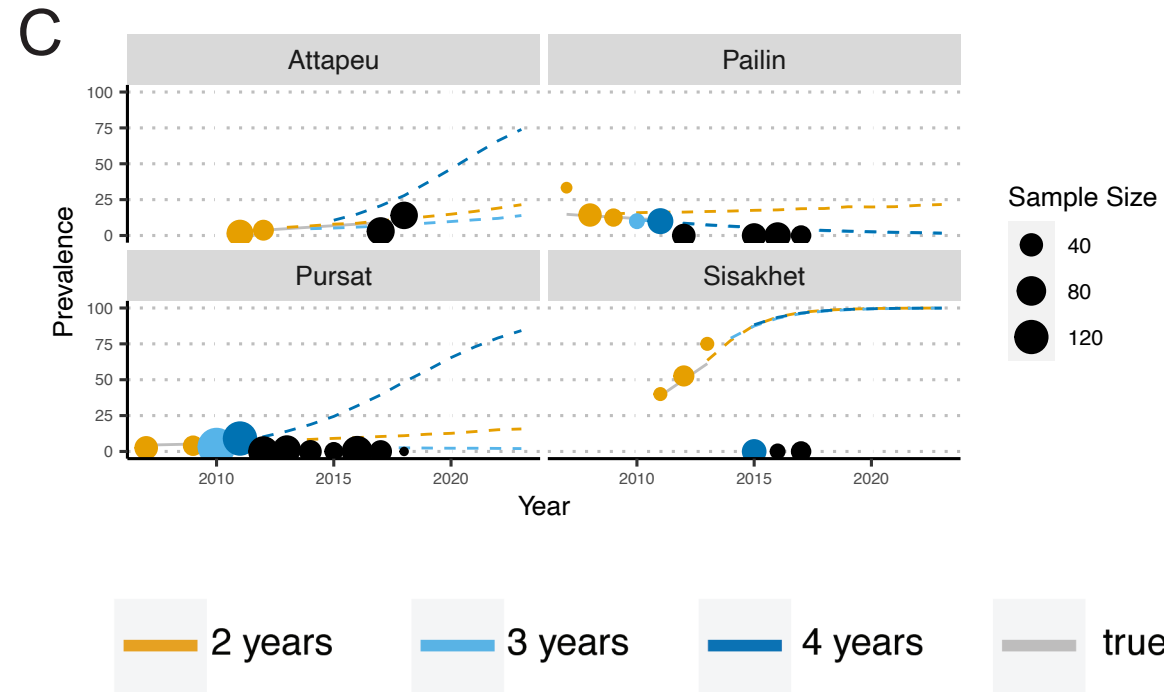 C
Attapeu
Pailin
100
75
50
25
0
Pursat
Sisakhet
100
75
50
25
0
2010
2015
2020
2010
2015
2020
Prevalence
Year
Sample Size
40
80
120
2 years
3 years
4 years
true